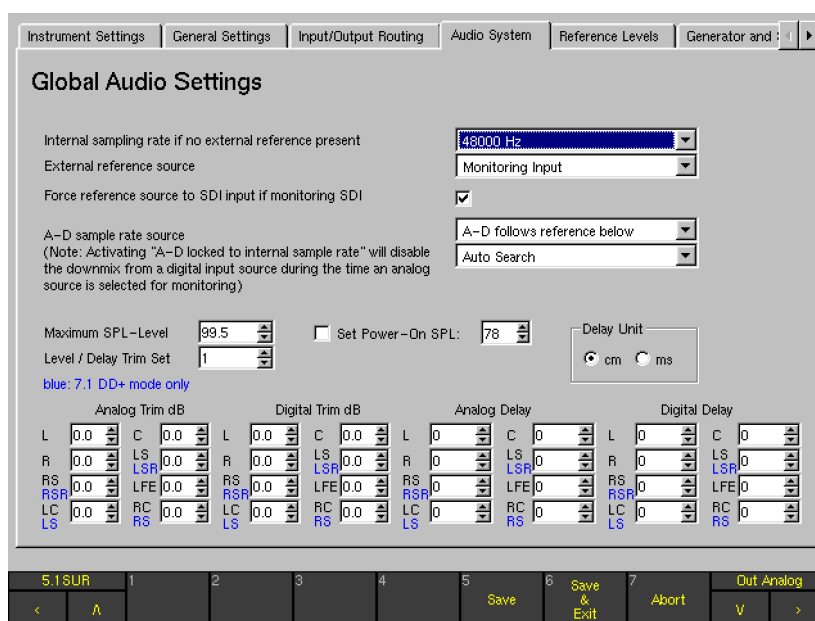 Instrument Settings General Settings Input/Output Routing Audio System Reference Levels Generator and
Global Audio Settings
Internal sampling rate if no external reference present 48000 Hz
External reference source Monitoring Input
Force reference source to SDI input if monitoring SDI
A-D sample rate source A-D follows reference below
(Note: Activating "A-D locked to internal sample rate" will disable
the downmix from a digital input source during the time an analog
source is selected for monitoring)
Auto Search
Maximum SPL-Level 99.5 Set Power-On SPL: 78 Delay Unit
Level / Delay Trim Set 1 cm ms
blue: 7.1 DD+ mode only
Analog Trim dB Digital Trim dB Analog Delay Digital Delay
L 0.0 C 0.0 L 0.0 C 0.0 L 0 C 0 L 0 C 0
R 0.0 LS LSR 0.0 R 0.0 LS LSR 0.0 R 0 LS LSR 0 R 0 LS LSR 0
RS RSR 0.0 LFE 0.0 RS RSR 0.0 LFE 0.0 RS RSR 0 LFE 0 RS RSR 0 LFE 0
LC LS 0.0 RC RS 0.0 LC LS 0.0 RC RS 0.0 LC LS 0 RC RS 0 LC LS 0 RC RS 0
5.1SUR 1 2 3 4 5 6 7 Out Analog
< Λ Save Save & Exit Abort V >